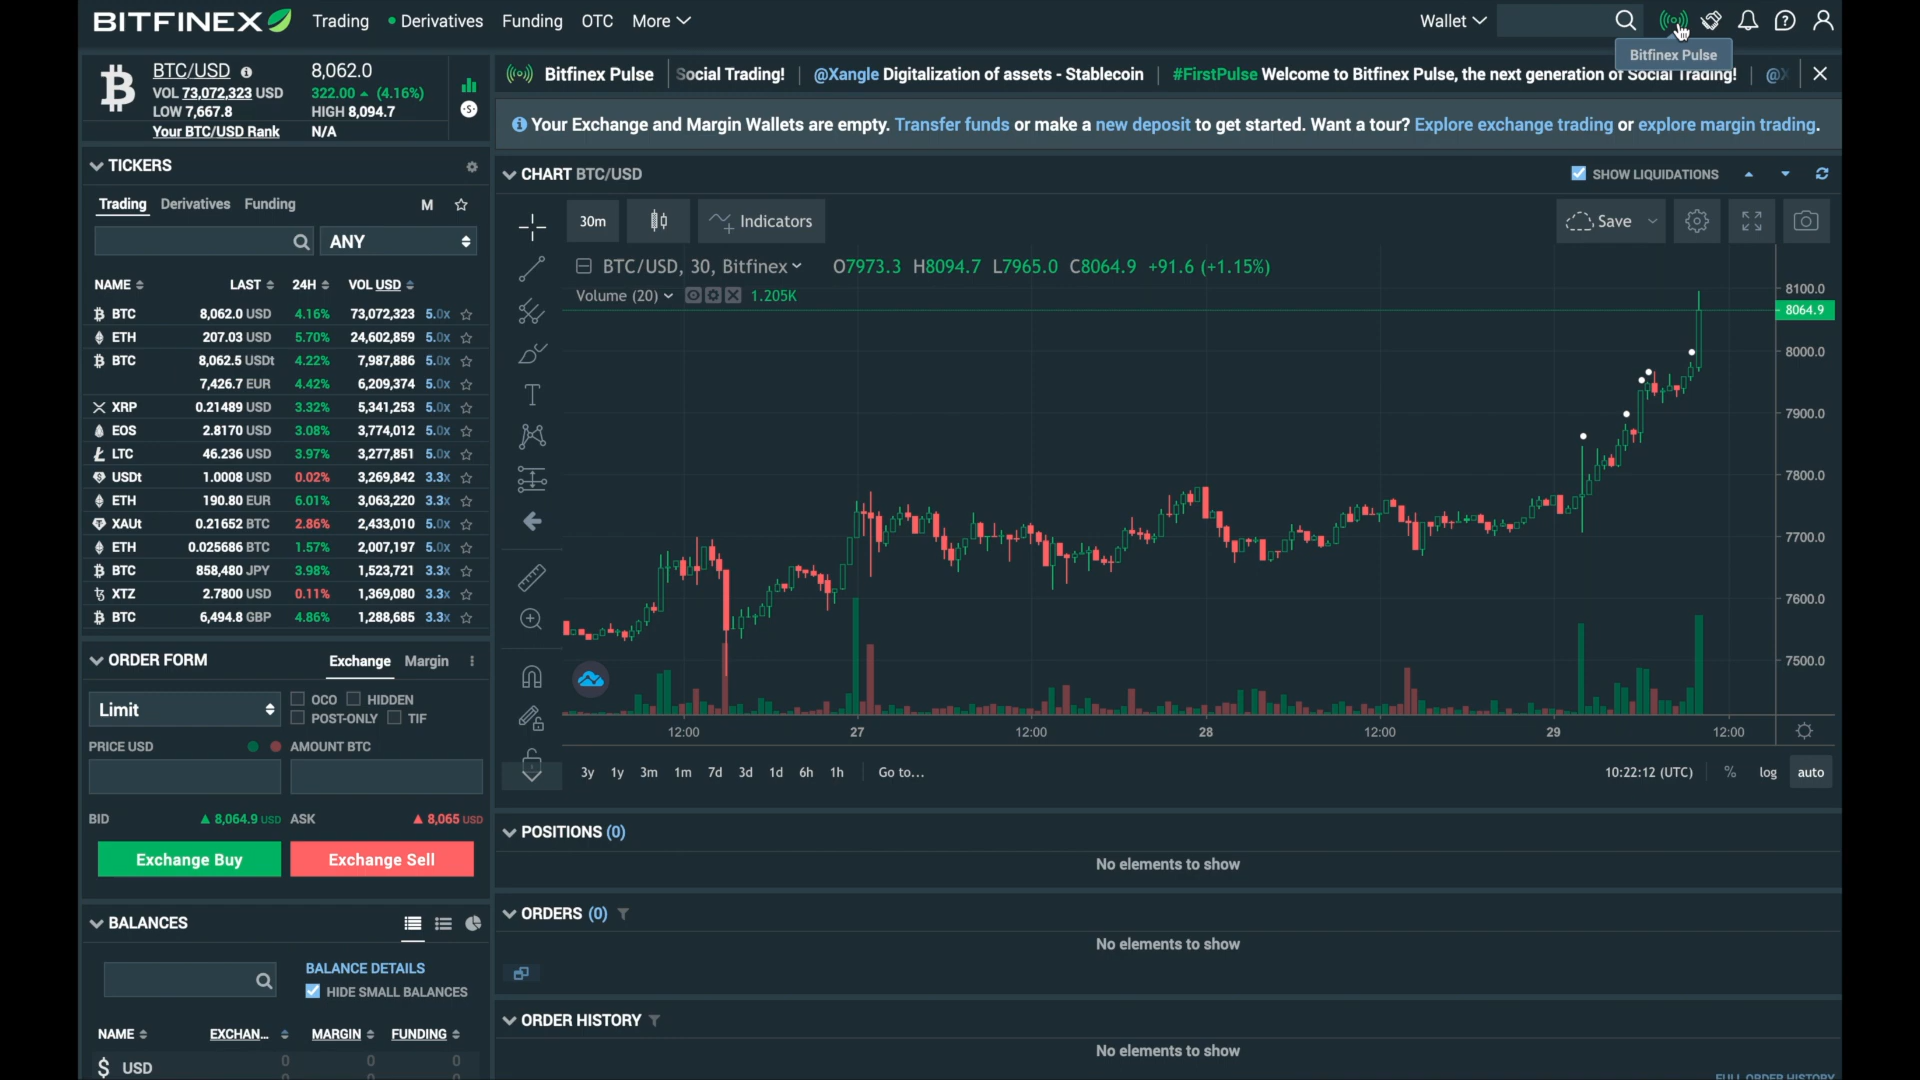 BITFINEX Trading Derivatives Funding OTC More Wallet
Bitfinex Pulse
BTC/USD 8,062.0
VOL 73,072,323 USD 322.00 (4.16%)
LOW 7,667.8 HIGH 8,094.7
Your BTC/USD Rank N/A
Bitfinex Pulse Social Trading! @Xangle Digitalization of assets - Stablecoin #FirstPulse Welcome to Bitfinex Pulse, the next generation of Social Trading!
Your Exchange and Margin Wallets are empty. Transfer funds or make a new deposit to get started. Want a tour? Explore exchange trading or explore margin trading.
TICKERS
Trading Derivatives Funding M
ANY
NAME LAST 24H VOL USD
BTC 8,062.0 USD 4.16% 73,072,323 5.0x
ETH 207.03 USD 5.70% 24,602,859 5.0x
BTC 8,062.5 USDt 4.22% 7,987,886 5.0x
7,426.7 EUR 4.42% 6,209,374 5.0x
XRP 0.21489 USD 3.32% 5,341,253 5.0x
EOS 2.8170 USD 3.08% 3,774,012 5.0x
LTC 46.236 USD 3.97% 3,277,851 5.0x
USDt 1.0008 USD 0.02% 3,269,842 3.3x
ETH 190.80 EUR 6.01% 3,063,220 3.3x
XAUt 0.21652 BTC 2.86% 2,433,010 5.0x
ETH 0.025686 BTC 1.57% 2,007,197 5.0x
BTC 858,480 JPY 3.98% 1,523,721 3.3x
XTZ 2.7800 USD 0.11% 1,369,080 3.3x
BTC 6,494.8 GBP 4.86% 1,288,685 3.3x
ORDER FORM Exchange Margin
Limit OCO HIDDEN
POST-ONLY TIF
PRICE USD AMOUNT BTC
BID 8,064.9 USD ASK 8,065 USD
Exchange Buy Exchange Sell
BALANCES
BALANCE DETAILS
HIDE SMALL BALANCES
NAME EXCHAN... MARGIN FUNDING
$ USD 0 0 0
CHART BTC/USD SHOW LIQUIDATIONS
30m Indicators Save
BTC/USD, 30, Bitfinex O7973.3 H8094.7 L7965.0 C8064.9 +91.6 (+1.15%)
Volume (20) 1.205K
8100.0
8064.9
8000.0
7900.0
7800.0
7700.0
7600.0
7500.0
12:00 27 12:00 28 12:00 29 12:00
3y 1y 3m 1m 7d 3d 1d 6h 1h Go to... 10:22:12 (UTC) % log auto
POSITIONS (0)
No elements to show
ORDERS (0)
No elements to show
ORDER HISTORY
No elements to show
FULL ORDER HISTORY